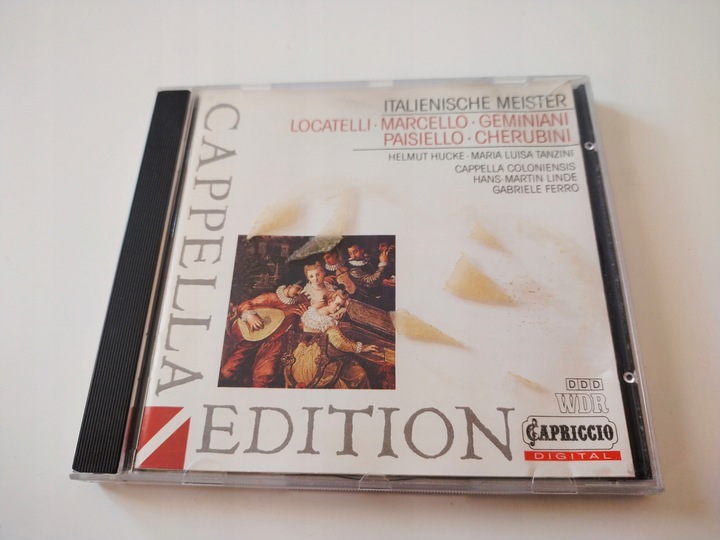 ITALIENISCHE MEISTER
LOCATELLI · MARCELLO · GEMINIANI
PAISIELLO · CHERUBINI
HELMUT HUCKE · MARIA LUISA TANZINI
CAPPELLA COLONIENSIS
HANS-MARTIN LINDE
GABRIELE FERRO
CAPPELLA
EDITION
DDD
WDR
CAPRICCIO
DIGITAL